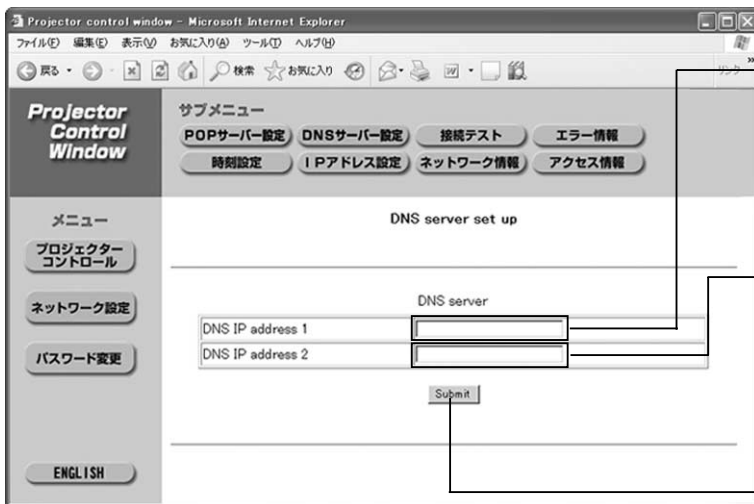 Projector control window - Microsoft Internet Explorer
ファイル(F) 編集(E) 表示(V) お気に入り(A) ツール(T) ヘルプ(H)
戻る 検索 お気に入り リンク »
Projector
Control
Window
サブメニュー
POPサーバー設定 DNSサーバー設定 接続テスト エラー情報
時刻設定 IPアドレス設定 ネットワーク情報 アクセス情報
メニュー
プロジェクター
コントロール
ネットワーク設定
パスワード変更
ENGLISH
DNS server set up
DNS server
DNS IP address 1
DNS IP address 2
Submit